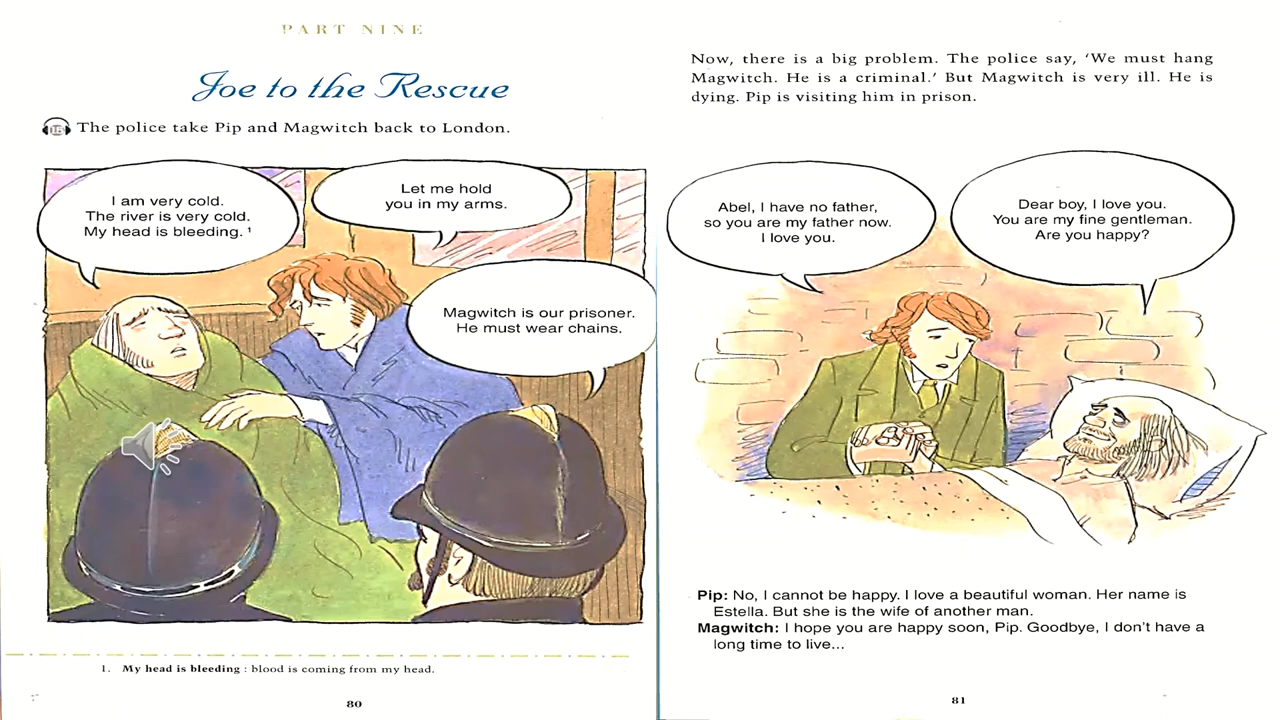 PART NINE
Joe to the Rescue
The police take Pip and Magwitch back to London.
I am very cold.
The river is very cold.
My head is bleeding. 1
Let me hold
you in my arms.
Magwitch is our prisoner.
He must wear chains.
1. My head is bleeding : blood is coming from my head.
80
Now, there is a big problem. The police say, ‘We must hang
Magwitch. He is a criminal.’ But Magwitch is very ill. He is
dying. Pip is visiting him in prison.
Abel, I have no father,
so you are my father now.
I love you.
Dear boy, I love you.
You are my fine gentleman.
Are you happy?
Pip: No, I cannot be happy. I love a beautiful woman. Her name is
Estella. But she is the wife of another man.
Magwitch: I hope you are happy soon, Pip. Goodbye, I don't have a
long time to live...
81